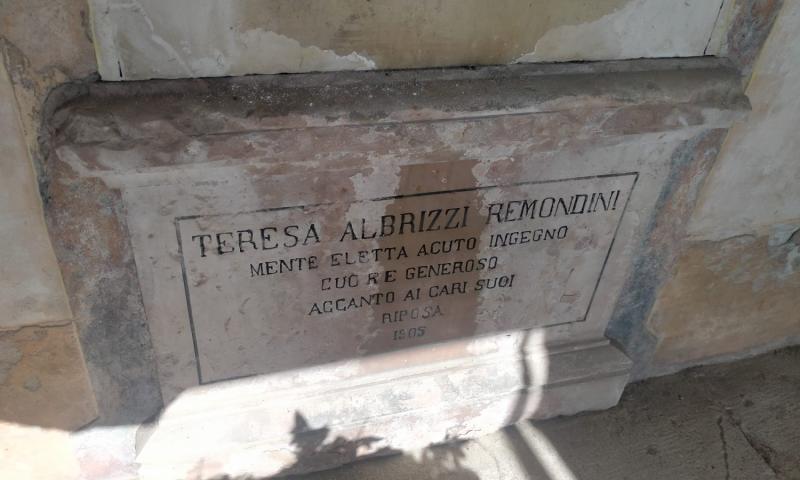 TERESA ALBRIZZI REMONDINI
MENTE ELETTA ACUTO INGEGNO
CUORE GENEROSO
ACCANTO AI CARI SUOI
RIPOSA
1905